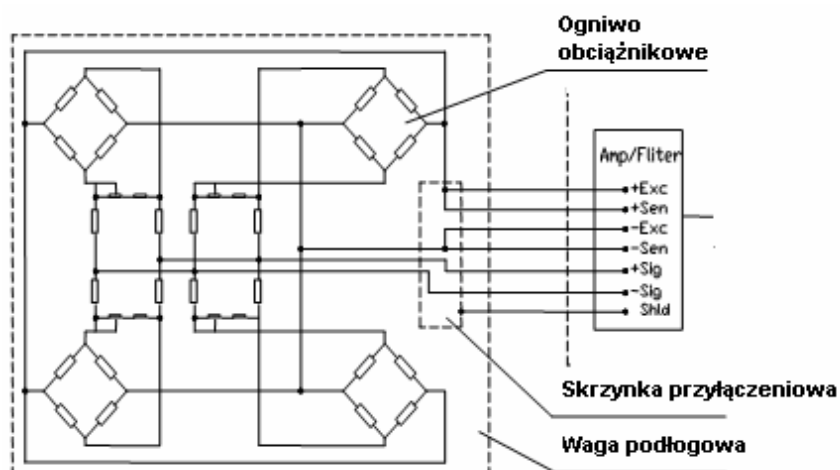 Ogniwo
obciążnikowe
Amp/Fliter
+Exc
+Sen
-Exc
-Sen
+Sig
-Sig
Shld
Skrzynka przyłączeniowa
Waga podłogowa